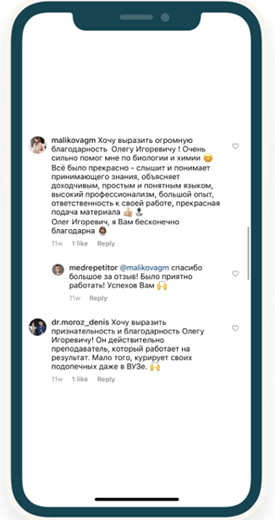 malikovagm Хочу выразить огромную
благодарность Олегу Игоревичу ! Очень
сильно помог мне по биологии и химии 😊
Всё было прекрасно - слышит и понимает
принимающего знания, объясняет
доходчивым, простым и понятным языком,
высокий профессионализм, большой опыт,
ответственность к своей работе, прекрасная
подача материала 👍🏻🔬
Олег Игоревич, я Вам бесконечно
благодарна 🙇🏻‍♀️
11w 1 like Reply
medrepetitor @malikovagm спасибо
большое за отзыв! Было приятно
работать! Успехов Вам 🙌
11w Reply
dr.moroz_denis Хочу выразить
признательность и благодарность Олегу
Игоревичу! Он действительно
преподаватель, который работает на
результат. Мало того, курирует своих
подопечных даже в ВУЗе. 🙌
11w 1 like Reply